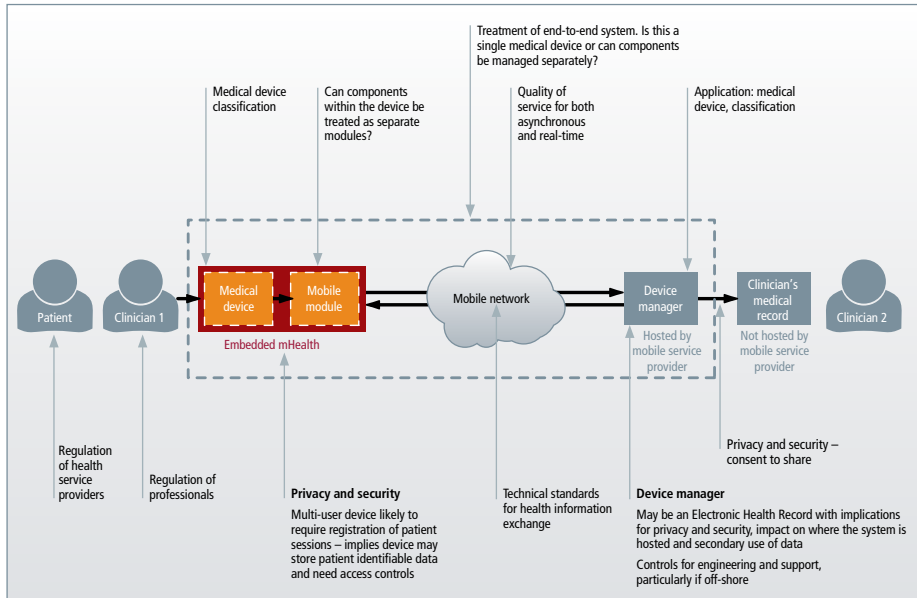 Treatment of end-to-end system. Is this a
single medical device or can components
be managed separately?
Medical device
classification
Can components
within the device be
treated as separate
modules?
Quality of
service for both
asynchronous
and real-time
Application: medical
device, classification
Patient
Clinician 1
Medical
device
Mobile
module
Embedded mHealth
Mobile network
Device
manager
Hosted by
mobile service
provider
Clinician's
medical
record
Not hosted by
mobile service
provider
Clinician 2
Regulation
of health
service
providers
Regulation of
professionals
Privacy and security
Multi-user device likely to
require registration of patient
sessions – implies device may
store patient identifiable data
and need access controls
Technical standards
for health information
exchange
Privacy and security –
consent to share
Device manager
May be an Electronic Health Record with implications
for privacy and security, impact on where the system is
hosted and secondary use of data
Controls for engineering and support,
particularly if off-shore